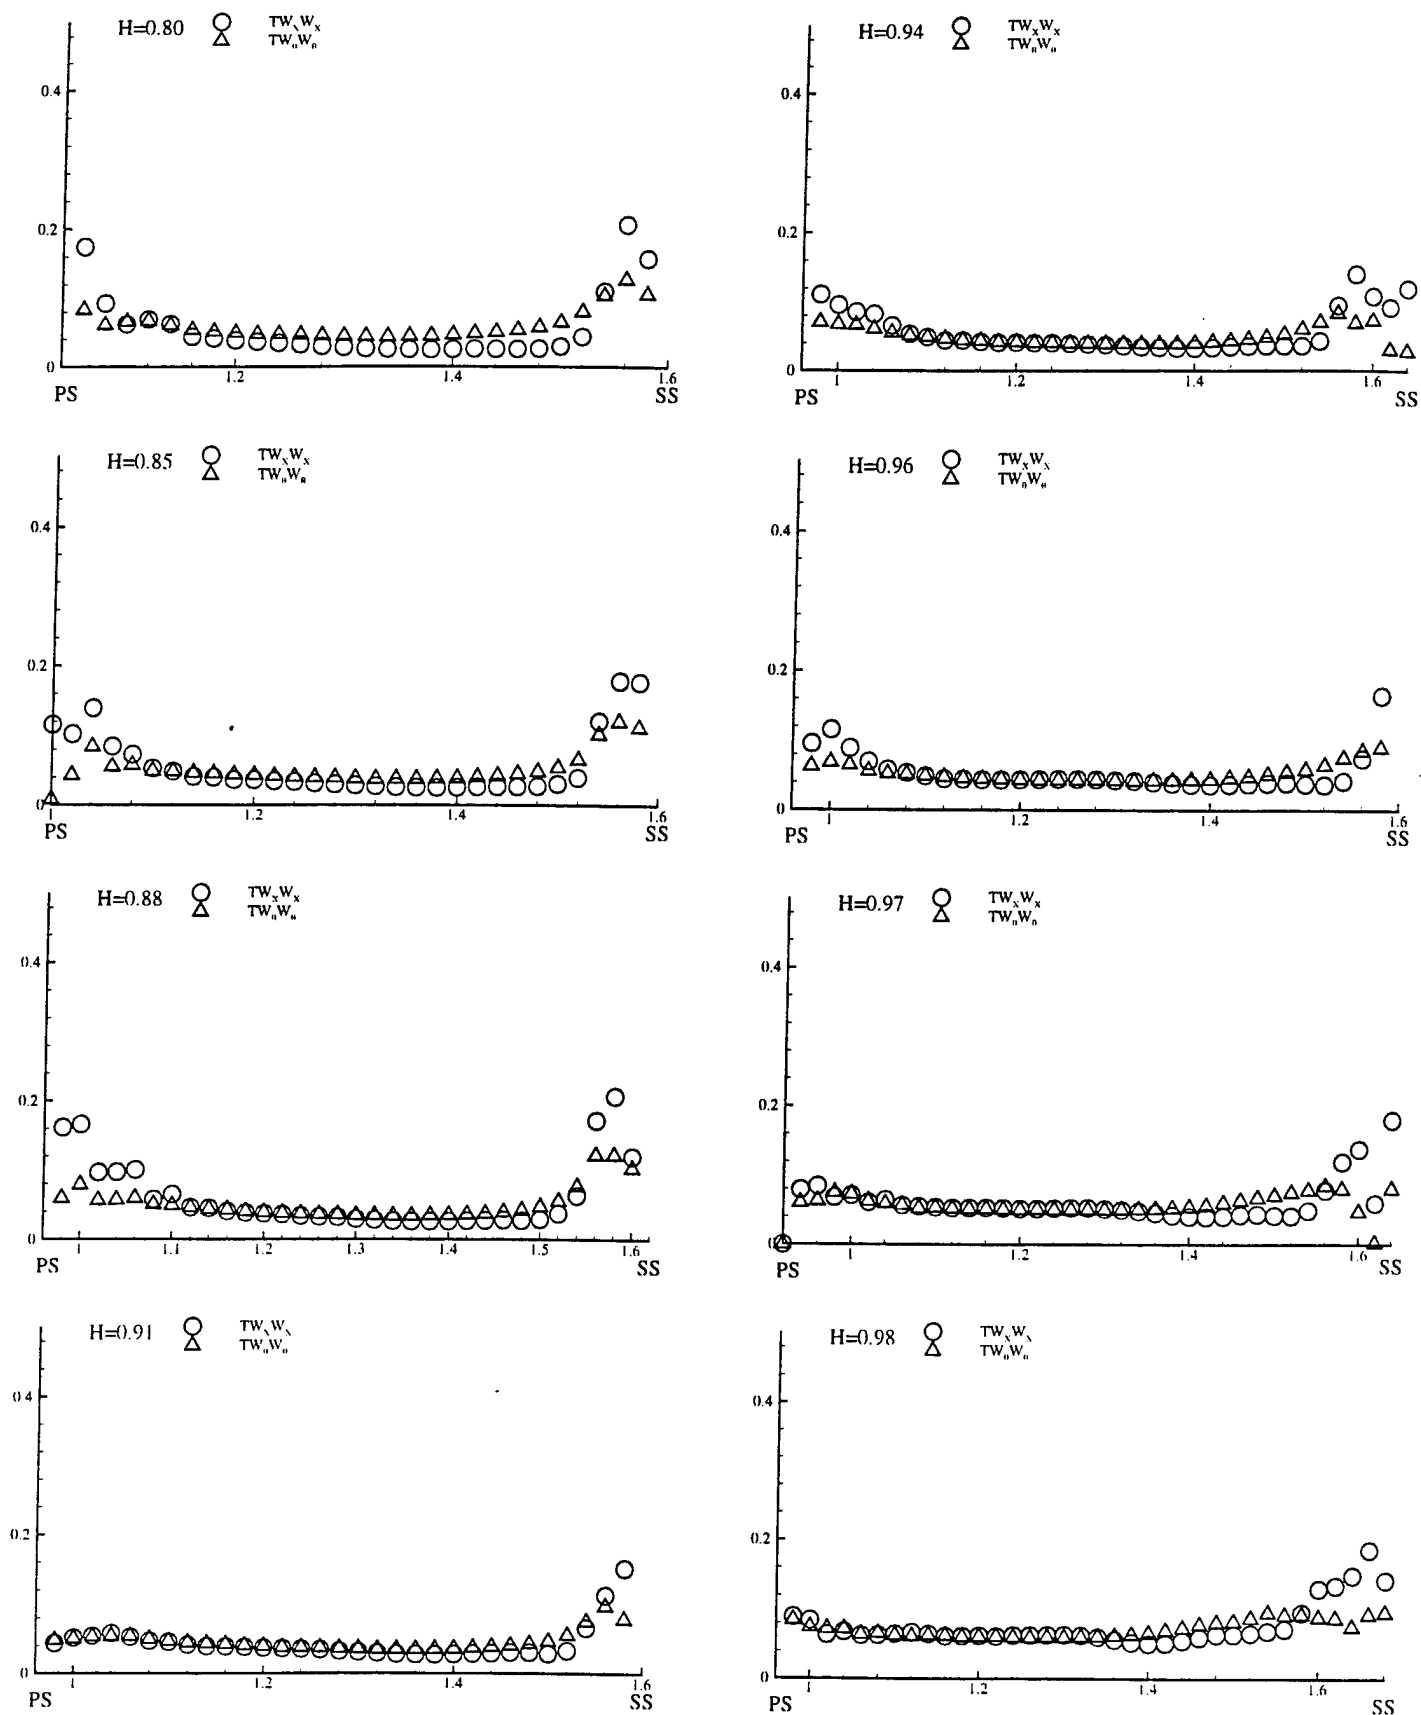 H=0.80 TWxWx
TWθWθ
0.4
0.2
0
1.2 1.4 1.6
PS SS
H=0.94 TWxWx
TWθWθ
0.4
0.2
0
1 1.2 1.4 1.6
PS SS
H=0.85 TWxWx
TWθWθ
0.4
0.2
0
1 1.2 1.4 1.6
PS SS
H=0.96 TWxWx
TWθWθ
0.4
0.2
0
1 1.2 1.4 1.6
PS SS
H=0.88 TWxWx
TWθWθ
0.4
0.2
0
1 1.1 1.2 1.3 1.4 1.5 1.6
PS SS
H=0.97 TWxWx
TWθWθ
0.4
0.2
0
1 1.2 1.4 1.6
PS SS
H=0.91 TWxWx
TWθWθ
0.4
0.2
0
1 1.2 1.4 1.6
PS SS
H=0.98 TWxWx
TWθWθ
0.4
0.2
0
1 1.2 1.4 1.6
PS SS